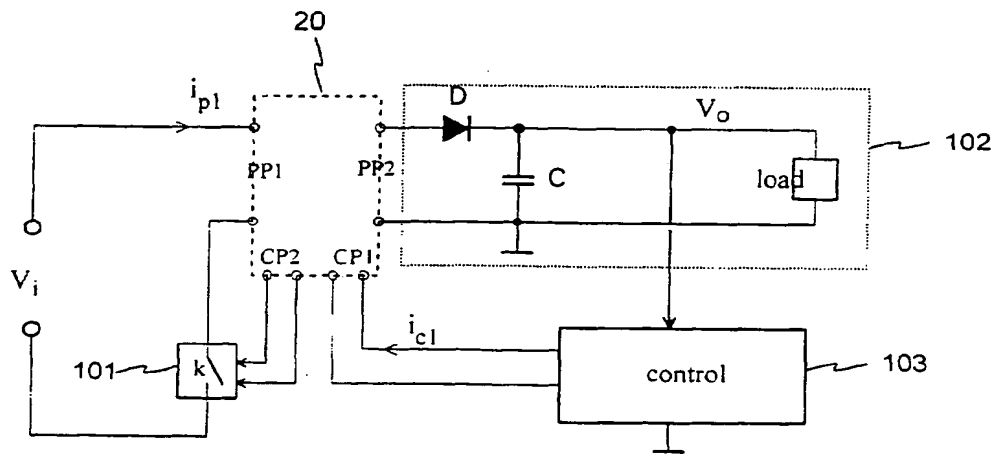 20
i_p1
D
V_o
102
PP1
PP2
C
load
V_i
CP2
CP1
i_c1
101
k
control
103